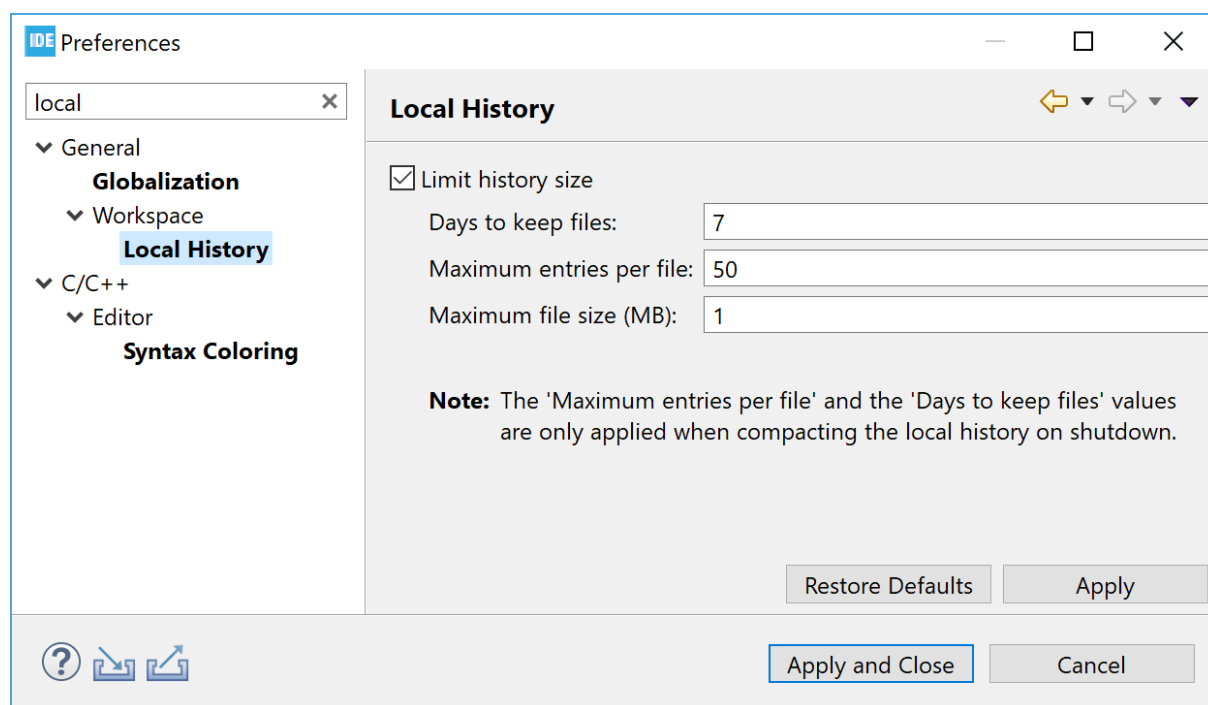 IDE Preferences
local
General
Globalization
Workspace
Local History
C/C++
Editor
Syntax Coloring
Local History
Limit history size
Days to keep files: 7
Maximum entries per file: 50
Maximum file size (MB): 1
Note: The 'Maximum entries per file' and the 'Days to keep files' values
are only applied when compacting the local history on shutdown.
Restore Defaults Apply
? Apply and Close Cancel